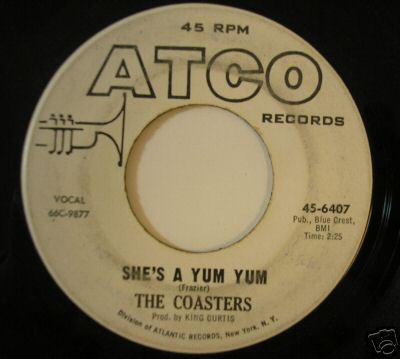 45 RPM
ATCO
RECORDS
VOCAL
66C-9877
45-6407
Pub., Blue Crest,
BMI
Time: 2:25
SHE'S A YUM YUM
(Frazier)
THE COASTERS
Prod. by KING CURTIS
Division of ATLANTIC RECORDS, New York, N. Y.